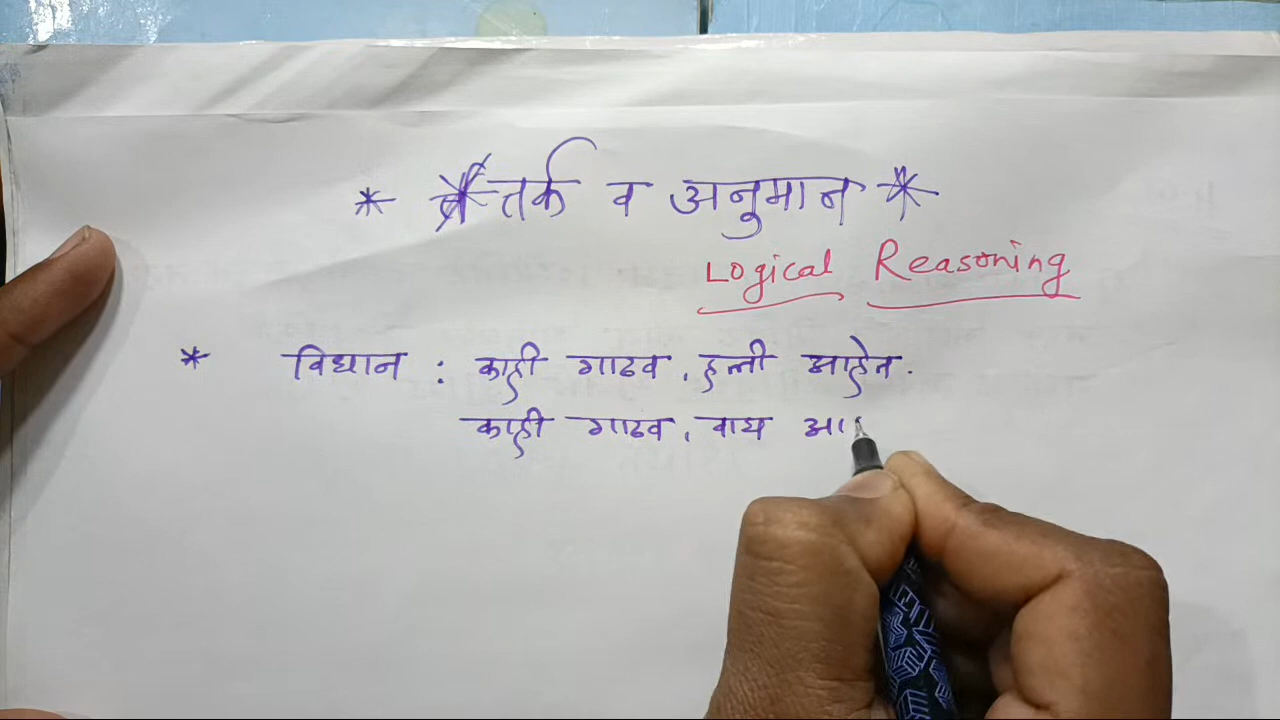 * तर्क व अनुमान *
Logical Reasoning
* विधान : काही गाढव, हत्ती आहेत.
काही गाढव, वाघ आ